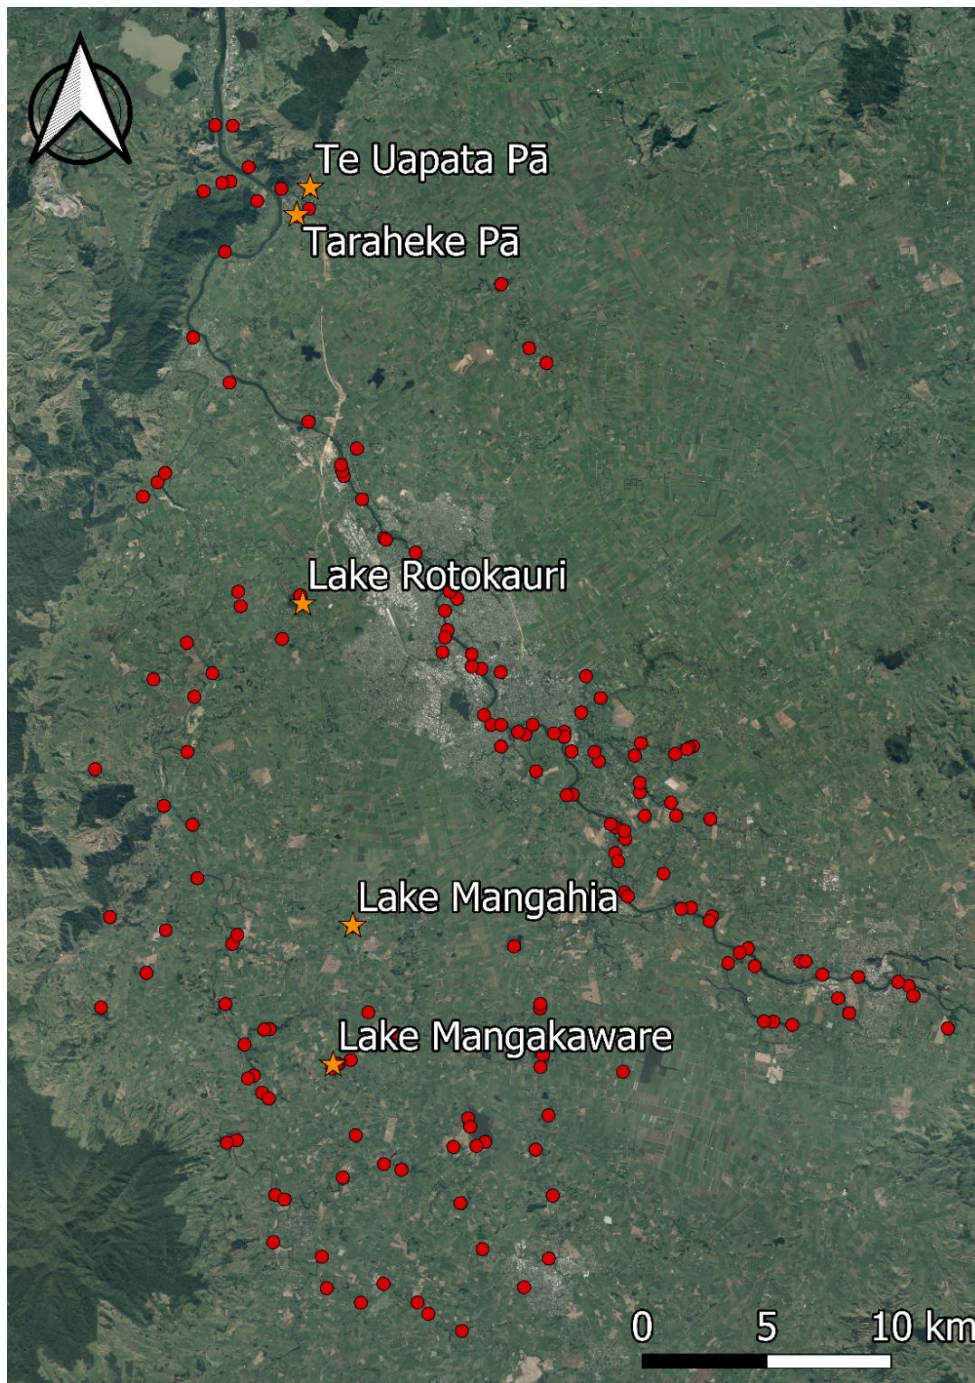 Te Uapata Pā
Taraheke Pā
Lake Rotokauri
Lake Mangahia
Lake Mangakaware
0 5 10 km